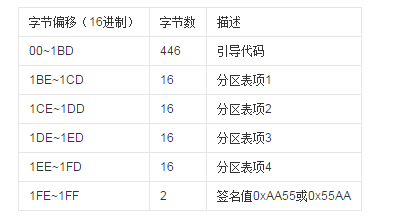 字节偏移（16进制） 字节数 描述
00~1BD 446 引导代码
1BE~1CD 16 分区表项1
1CE~1DD 16 分区表项2
1DE~1ED 16 分区表项3
1EE~1FD 16 分区表项4
1FE~1FF 2 签名值0xAA55或0x55AA